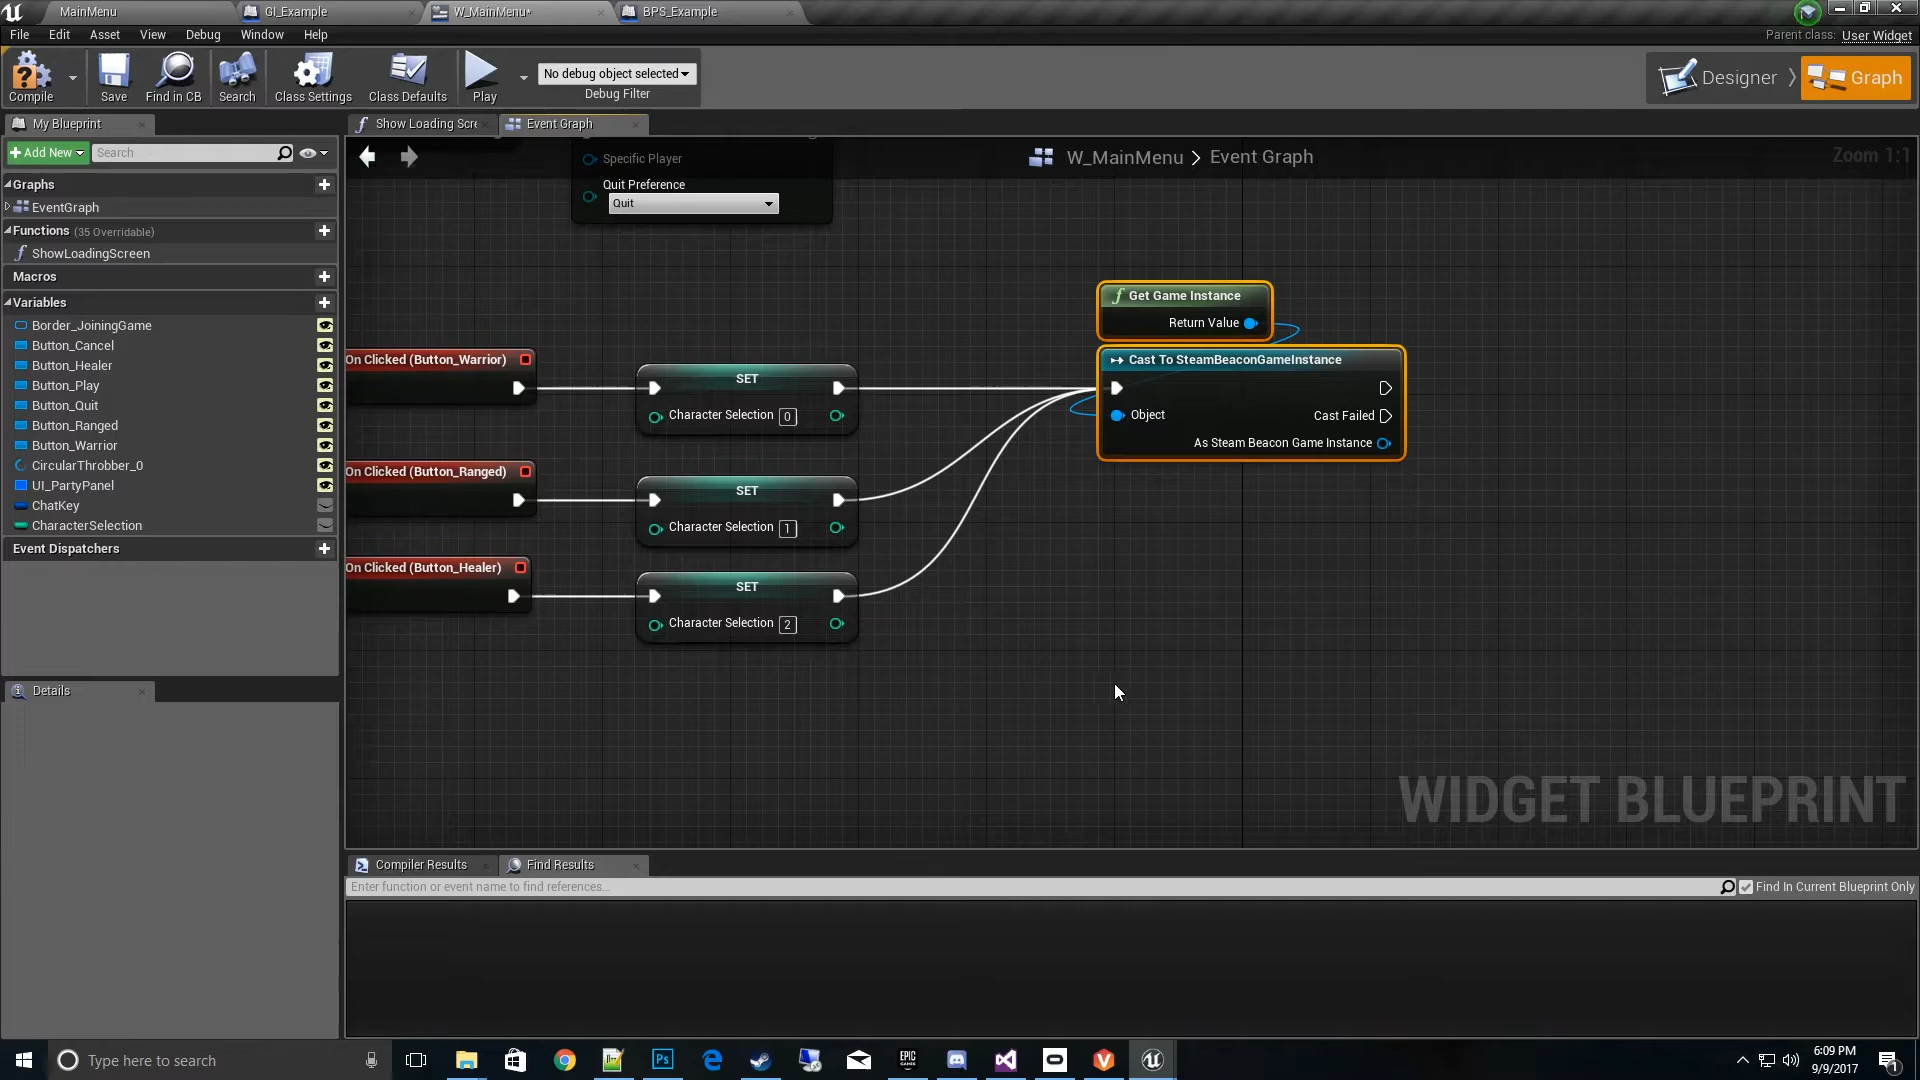 MainMenu
GI_Example
W_MainMenu*
BPS_Example
File
Edit
Asset
View
Debug
Window
Help
Parent class: User Widget
Compile
Save
Find in CB
Search
Class Settings
Class Defaults
Play
No debug object selected
Debug Filter
Designer
Graph
My Blueprint
Show Loading Scre
Event Graph
Add New
Search
W_MainMenu > Event Graph
Zoom 1:1
Graphs
EventGraph
Functions (35 Overridable)
ShowLoadingScreen
Macros
Variables
Border_JoiningGame
Button_Cancel
Button_Healer
Button_Play
Button_Quit
Button_Ranged
Button_Warrior
CircularThrobber_0
UI_PartyPanel
ChatKey
CharacterSelection
Event Dispatchers
Details
Specific Player
Quit Preference
Quit
On Clicked (Button_Warrior)
SET
Character Selection 0
On Clicked (Button_Ranged)
SET
Character Selection 1
On Clicked (Button_Healer)
SET
Character Selection 2
Get Game Instance
Return Value
Cast To SteamBeaconGameInstance
Object
Cast Failed
As Steam Beacon Game Instance
WIDGET BLUEPRINT
Compiler Results
Find Results
Enter function or event name to find references...
Find In Current Blueprint Only
Type here to search
Ps
EPIC
GAMES
6:09 PM
9/9/2017
1